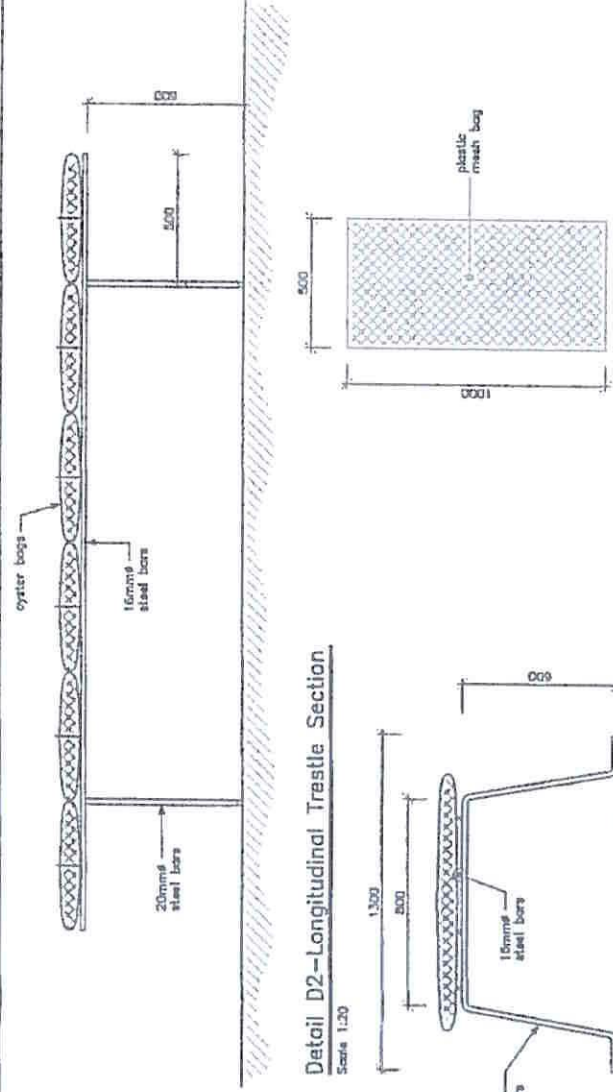 oyster bags
600
500
16mmø
steel bars
20mmø
steel bars
Detail D2-Longitudinal Trestle Section
Scale 1:20
1300
800
600
16mmø
steel bars
500
1000
plastic
mesh bag